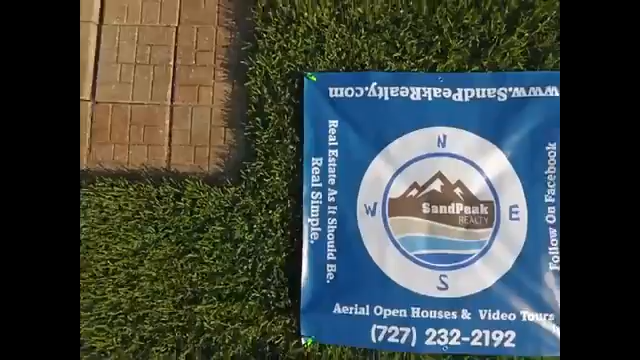 www.SandPeakRealty.com
Real Estate As It Should Be.
Real Simple.
N
W
E
S
SandPeak
REALTY
Follow On Facebook
Aerial Open Houses & Video Tours
(727) 232-2192